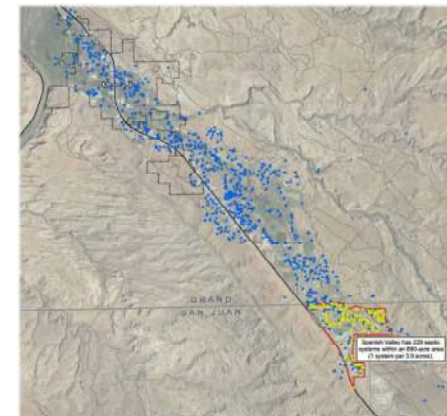 GRAND
SAN JUAN
Spanish Valley has 229 septic
systems within an 890-acre area
(1 system per 3.9 acres).